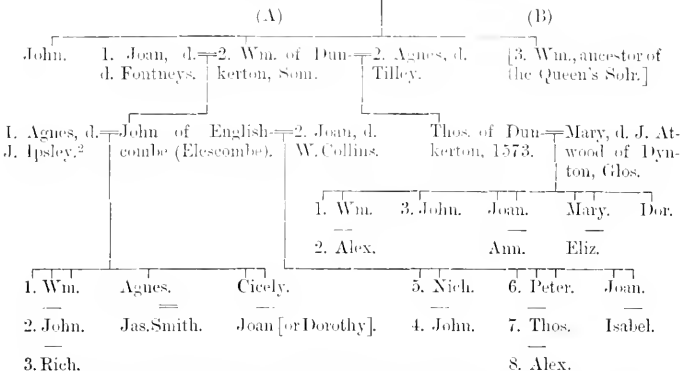 (A) (B)
John. 1. Joan, d. 2. Wm. of Dun- 2. Agnes, d. [3. Wm., ancestor of
d. Fontneys. kerton, Som. Tilley. the Queen's Solr.]
1. Agnes, d. John of English- 2. Joan, d. Thos. of Dun- Mary, d. J. At-
J. Ipsley.² combe (Elescombe). W. Collins. kerton, 1573. wood of Dyn-
ton, Glos.
1. Wm. 3. John. Joan. Mary. Dor.
2. Alex. Ann. Eliz.
1. Wm. Agnes. Cicely. 5. Nich. 6. Peter. Joan.
2. John. Jas. Smith. Joan [or Dorothy]. 4. John. 7. Thos. Isabel.
3. Rich. 8. Alex.